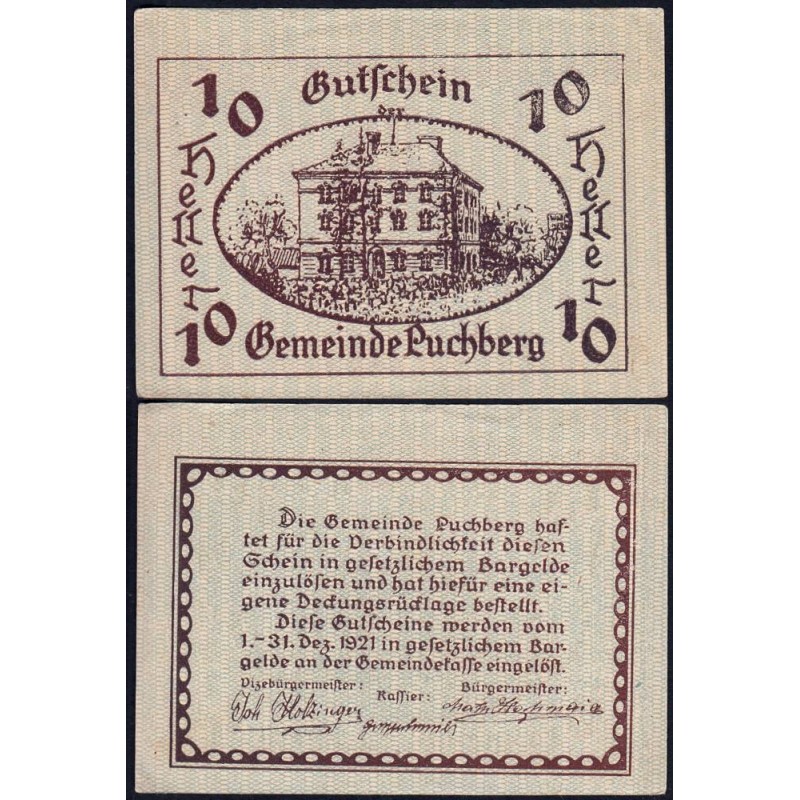 10 Gutschein 10
der
Heller
Heller
10 Gemeinde Puchberg 10
Die Gemeinde Puchberg haf-
tet für die Verbindlichkeit diesen
Schein in gesetzlichem Bargelde
einzulösen und hat hiefür eine ei-
gene Deckungsrücklage bestellt.
Diese Gutscheine werden vom
1.-31. Dez. 1921 in gesetzlichem Bar-
gelde an der Gemeindekasse eingelöst.
Vizebürgermeister: Kassier: Bürgermeister:
Joh Holzinger